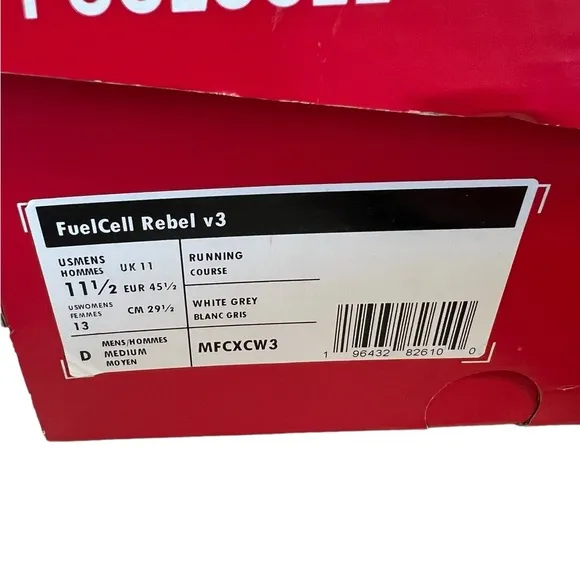 FuelCell Rebel v3
USMENS
HOMMES
11½
UK 11
EUR 45½
USWOMENS
FEMMES
13
CM 29½
RUNNING
COURSE
WHITE GREY
BLANC GRIS
D
MENS/HOMMES
MEDIUM
MOYEN
MFCXCW3
1 96432 82610 0